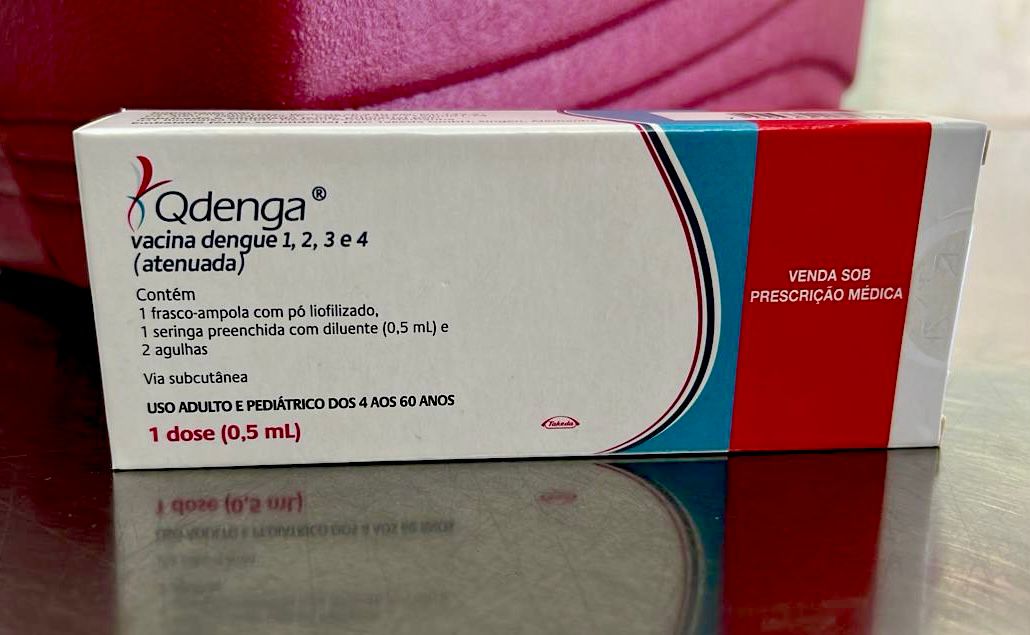 Qdenga®
vacina dengue 1, 2, 3 e 4
(atenuada)
Contém
1 frasco-ampola com pó liofilizado,
1 seringa preenchida com diluente (0,5 mL) e
2 agulhas
Via subcutânea
USO ADULTO E PEDIÁTRICO DOS 4 AOS 60 ANOS
1 dose (0,5 mL)
Takeda
VENDA SOB
PRESCRIÇÃO MÉDICA